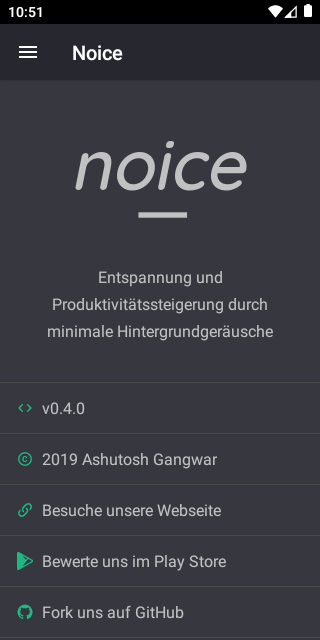 10:51
Noice
noice
Entspannung und
Produktivitätssteigerung durch
minimale Hintergrundgeräusche
v0.4.0
2019 Ashutosh Gangwar
Besuche unsere Webseite
Bewerte uns im Play Store
Fork uns auf GitHub